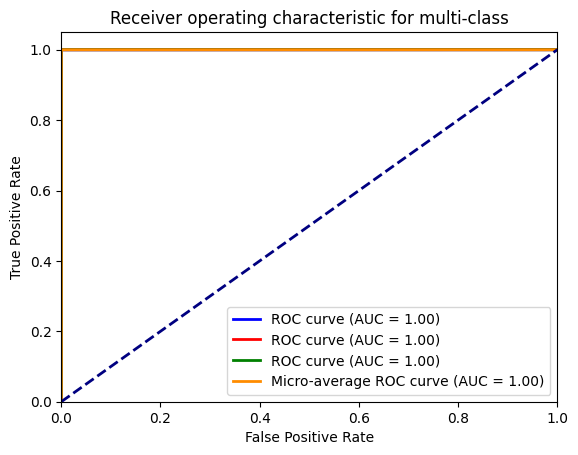 Receiver operating characteristic for multi-class
1.0
0.8
0.6
0.4
0.2
0.0
True Positive Rate
ROC curve (AUC = 1.00)
ROC curve (AUC = 1.00)
ROC curve (AUC = 1.00)
Micro-average ROC curve (AUC = 1.00)
0.0 0.2 0.4 0.6 0.8 1.0
False Positive Rate